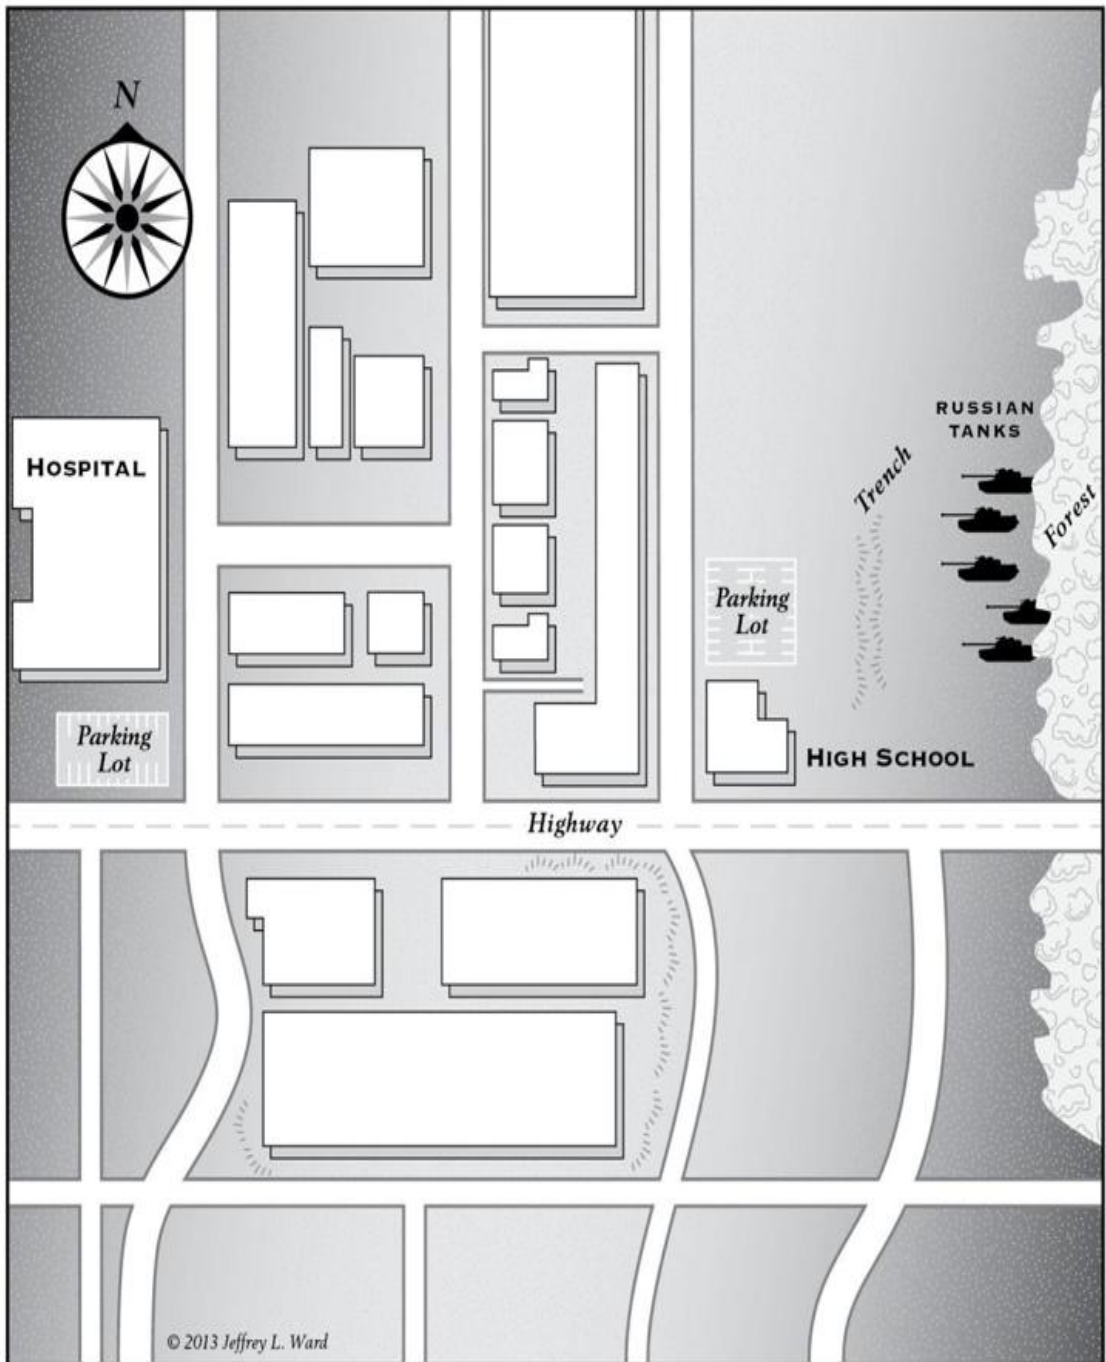 N
RUSSIAN
TANKS
HOSPITAL
Trench
Forest
Parking
Lot
Parking
Lot
HIGH SCHOOL
Highway
© 2013 Jeffrey L. Ward